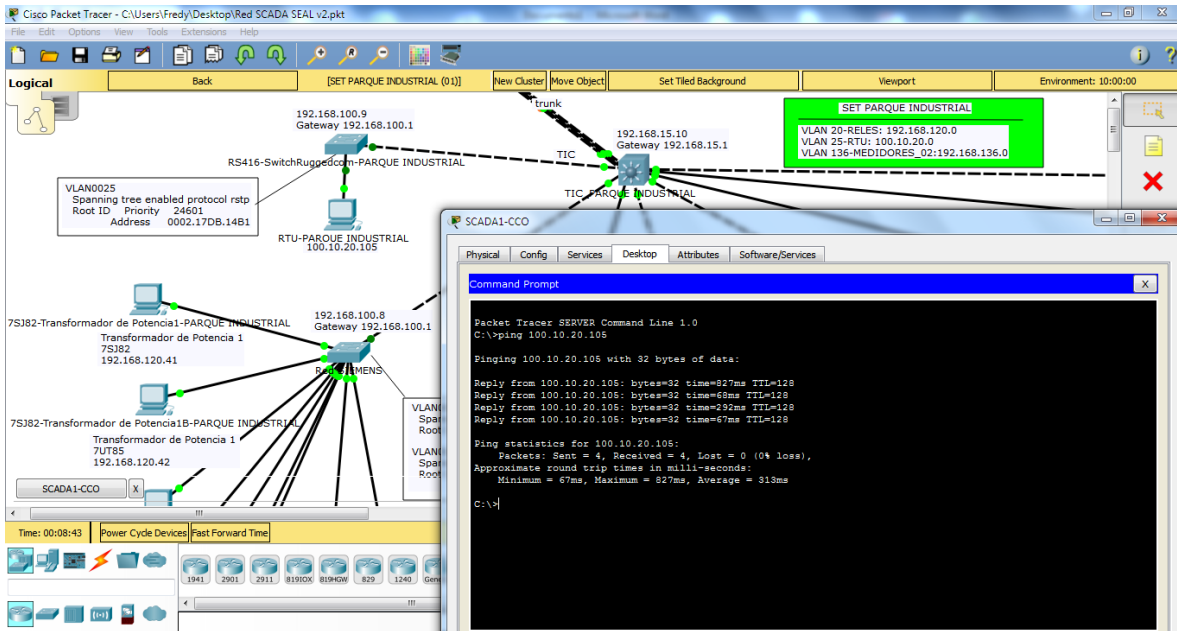 Cisco Packet Tracer - C:\Users\Fredy\Desktop\Red SCADA SEAL v2.pkt
File Edit Options View Tools Extensions Help
Logical
Back
[SET PARQUE INDUSTRIAL (01)]
New Cluster
Move Object
Set Tiled Background
Viewport
Environment: 10:00:00
trunk
192.168.100.9
Gateway 192.168.100.1
RS416-SwitchRuggedcom-PARQUE INDUSTRIAL
TIC
192.168.15.10
Gateway 192.168.15.1
TIC_PARQUE INDUSTRIAL
SET PARQUE INDUSTRIAL
VLAN 20-RELES: 192.168.120.0
VLAN 25-RTU: 100.10.20.0
VLAN 136-MEDIDORES_02:192.168.136.0
VLAN0025
Spanning tree enabled protocol rstp
Root ID Priority 24601
Address 0002.17DB.14B1
RTU-PARQUE INDUSTRIAL
100.10.20.105
7SJ82-Transformador de Potencia1-PARQUE INDUSTRIAL
Transformador de Potencia 1
7SJ82
192.168.120.41
192.168.100.8
Gateway 192.168.100.1
7SJ82-Transformador de Potencia1B-PARQUE INDUSTRIAL
Transformador de Potencia 1
7UT85
192.168.120.42
VLAN0
Span
Root
VLAN0
Span
Root
SCADA1-CCO
X
Time: 00:08:43
Power Cycle Devices
Fast Forward Time
1941
2901
2911
819IOX
819HGW
829
1240
Gene
SCADA1-CCO
Physical
Config
Services
Desktop
Attributes
Software/Services
Command Prompt
X
Packet Tracer SERVER Command Line 1.0
C:\>ping 100.10.20.105
Pinging 100.10.20.105 with 32 bytes of data:
Reply from 100.10.20.105: bytes=32 time=827ms TTL=128
Reply from 100.10.20.105: bytes=32 time=68ms TTL=128
Reply from 100.10.20.105: bytes=32 time=292ms TTL=128
Reply from 100.10.20.105: bytes=32 time=67ms TTL=128
Ping statistics for 100.10.20.105:
Packets: Sent = 4, Received = 4, Lost = 0 (0% loss),
Approximate round trip times in milli-seconds:
Minimum = 67ms, Maximum = 827ms, Average = 313ms
C:\>